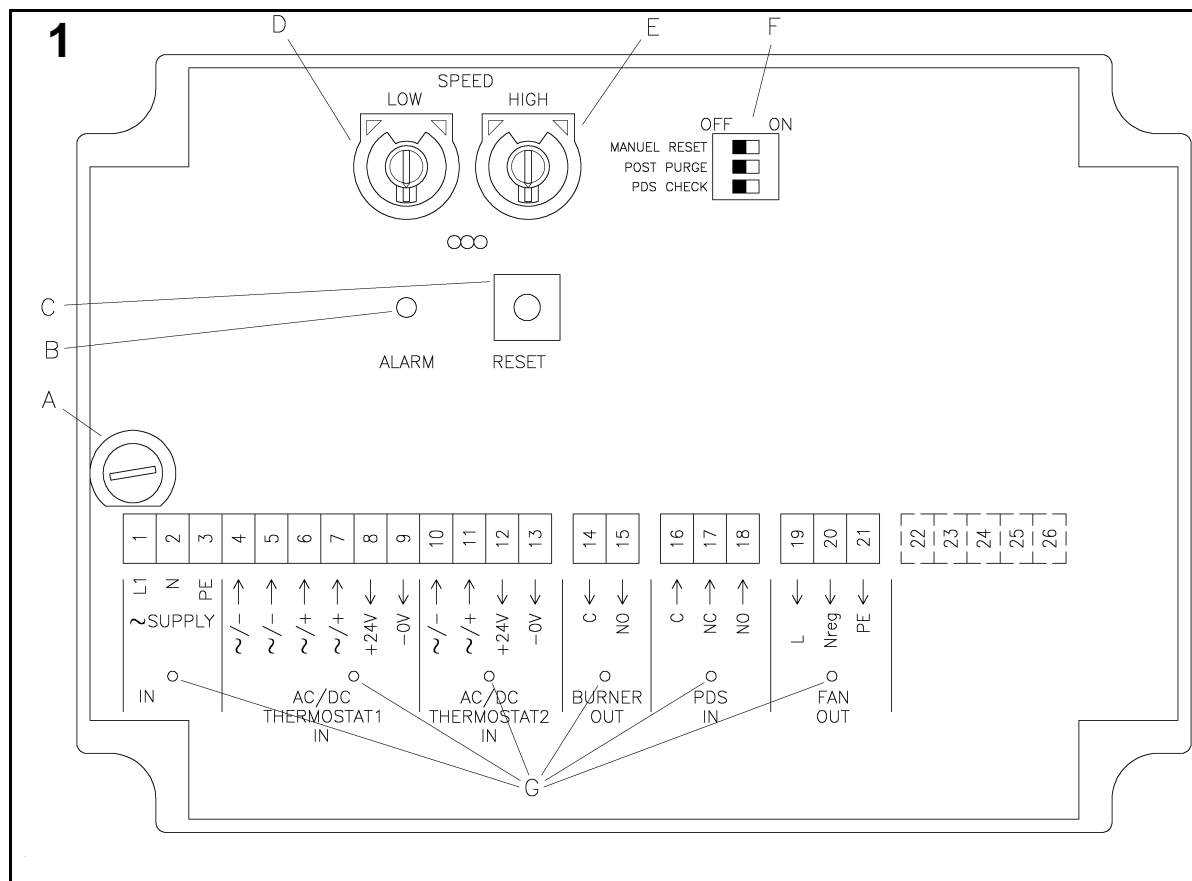 1
D
E
F
SPEED
LOW HIGH
OFF ON
MANUEL RESET
POST PURGE
PDS CHECK
C
B
ALARM RESET
A
1 2 3 4 5 6 7 8 9 10 11 12 13 14 15 16 17 18 19 20 21 22 23 24 25 26
L1 N PE ~/- ~/- ~/+ ~/+ +24V -0V ~/- ~/+ +24V -0V C NO C NC NO L Nreg PE
~SUPPLY
IN
AC/DC
THERMOSTAT1
IN
AC/DC
THERMOSTAT2
IN
BURNER
OUT
PDS
IN
FAN
OUT
G